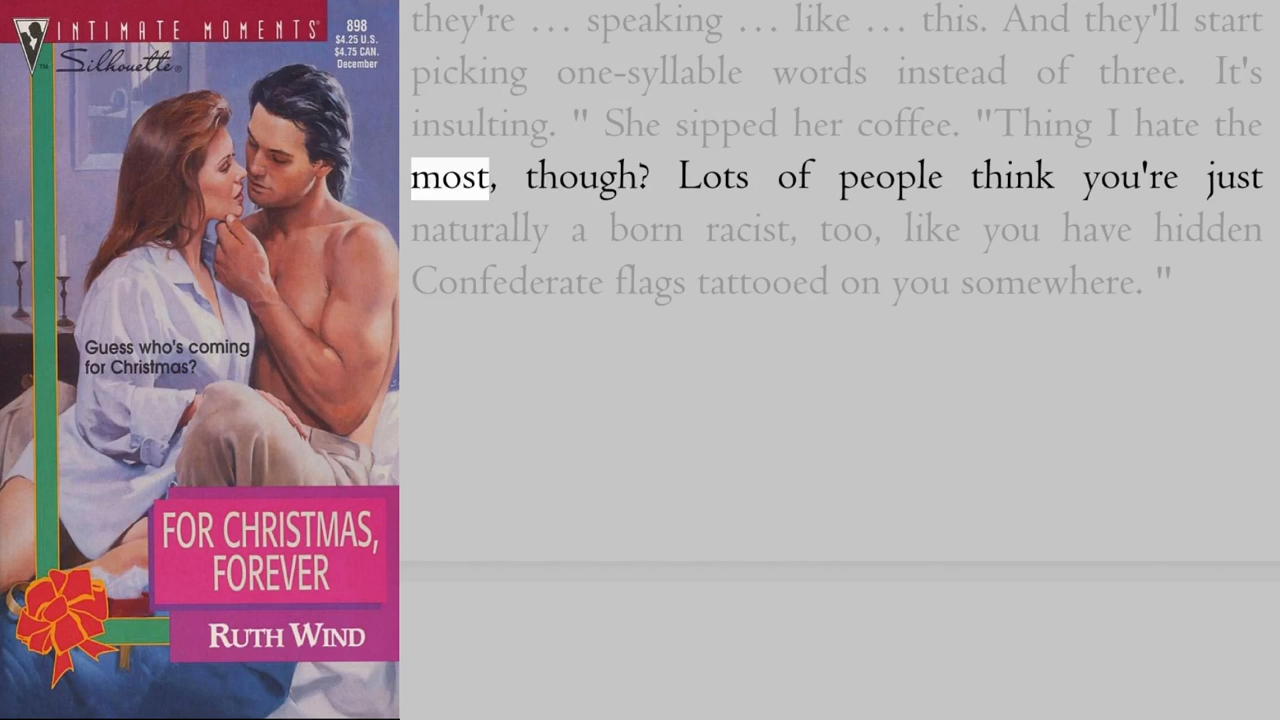 INTIMATE MOMENTS
Silhouette®
™
898
$4.25 U.S.
$4.75 CAN.
December
Guess who's coming
for Christmas?
FOR CHRISTMAS,
FOREVER
RUTH WIND
they're … speaking … like … this. And they'll start
picking one-syllable words instead of three. It's
insulting. " She sipped her coffee. "Thing I hate the
most, though? Lots of people think you're just
naturally a born racist, too, like you have hidden
Confederate flags tattooed on you somewhere. "